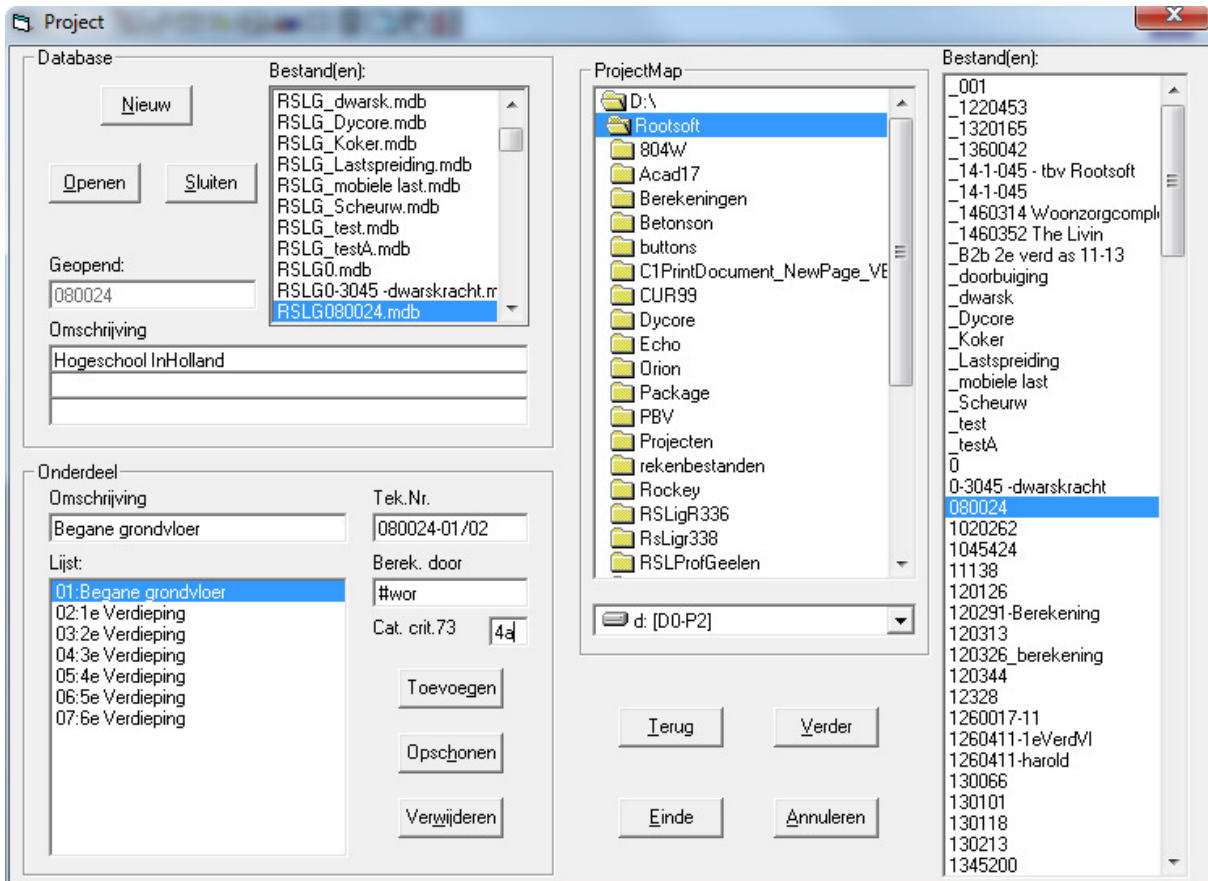 Project
X
Database
Nieuw
Openen
Sluiten
Bestand(en):
RSLG_dwarsk.mdb
RSLG_Dycore.mdb
RSLG_Koker.mdb
RSLG_Lastspreiding.mdb
RSLG_mobiele last.mdb
RSLG_Scheurw.mdb
RSLG_test.mdb
RSLG_testA.mdb
RSLG0.mdb
RSLG0-3045 -dwarskracht.m
RSLG080024.mdb
Geopend:
080024
Omschrijving
Hogeschool InHolland
Onderdeel
Omschrijving
Begane grondvloer
Tek.Nr.
080024-01/02
Lijst:
01:Begane grondvloer
02:1e Verdieping
03:2e Verdieping
04:3e Verdieping
05:4e Verdieping
06:5e Verdieping
07:6e Verdieping
Berek. door
#wor
Cat. crit.73
4a
Toevoegen
Opschonen
Verwijderen
ProjectMap
D:\
Rootsoft
804W
Acad17
Berekeningen
Betonson
buttons
C1PrintDocument_NewPage_VE
CUR99
Dycore
Echo
Orion
Package
PBV
Projecten
rekenbestanden
Rockey
RSLigR336
RsLigr338
RSLProfGeelen
d: [D0-P2]
Terug
Verder
Einde
Annuleren
Bestand(en):
_001
_1220453
_1320165
_1360042
_14-1-045 - tbv Rootsoft
_14-1-045
_1460314 Woonzorgcompl
_1460352 The Livin
_B2b 2e verd as 11-13
_doorbuiging
_dwarsk
_Dycore
_Koker
_Lastspreiding
_mobiele last
_Scheurw
_test
_testA
0
0-3045 -dwarskracht
080024
1020262
1045424
11138
120126
120291-Berekening
120313
120326_berekening
120344
12328
1260017-11
1260411-1eVerdVl
1260411-harold
130066
130101
130118
130213
1345200